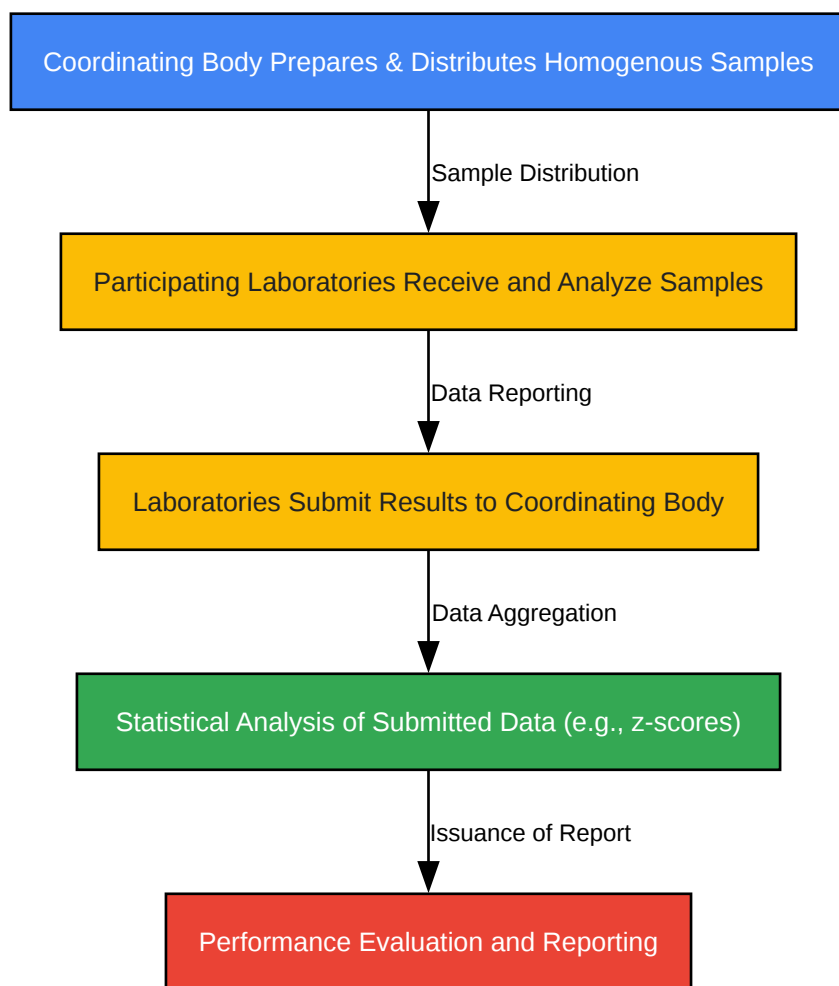 Coordinating Body Prepares & Distributes Homogenous Samples
Sample Distribution
Participating Laboratories Receive and Analyze Samples
Data Reporting
Laboratories Submit Results to Coordinating Body
Data Aggregation
Statistical Analysis of Submitted Data (e.g., z-scores)
Issuance of Report
Performance Evaluation and Reporting